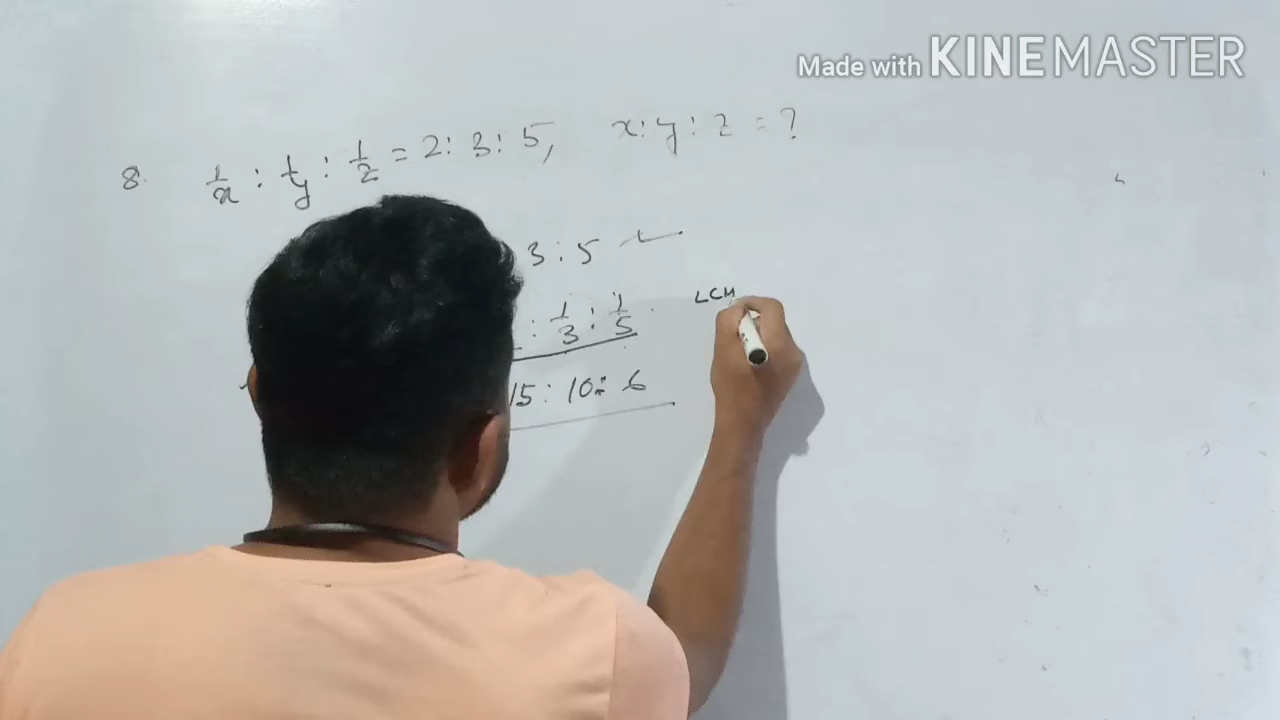 Made with KINEMASTER
8. 1/x : 1/y : 1/z = 2 : 3 : 5, x : y : z = ?
3 : 5
: 1/3 : 1/5 LCM
15 : 10 : 6